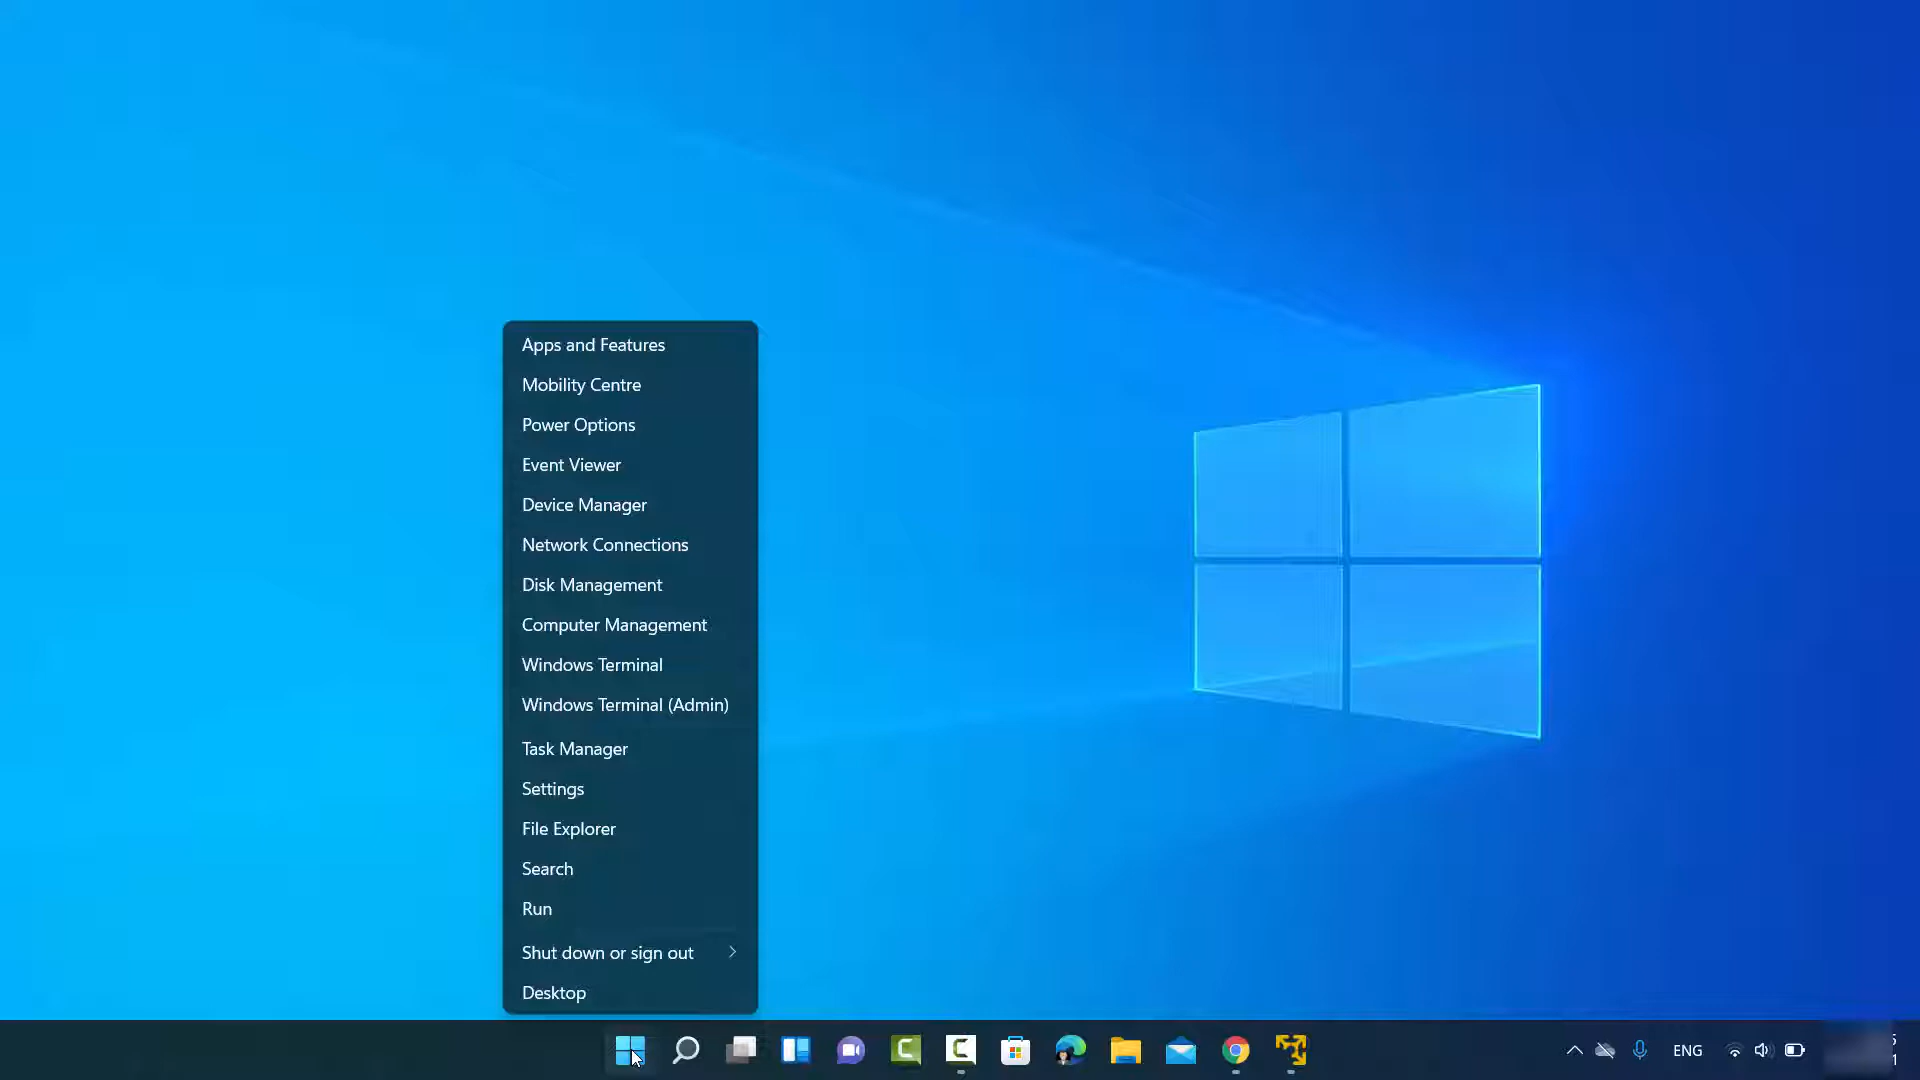 Apps and Features
Mobility Centre
Power Options
Event Viewer
Device Manager
Network Connections
Disk Management
Computer Management
Windows Terminal
Windows Terminal (Admin)
Task Manager
Settings
File Explorer
Search
Run
Shut down or sign out
Desktop
ENG